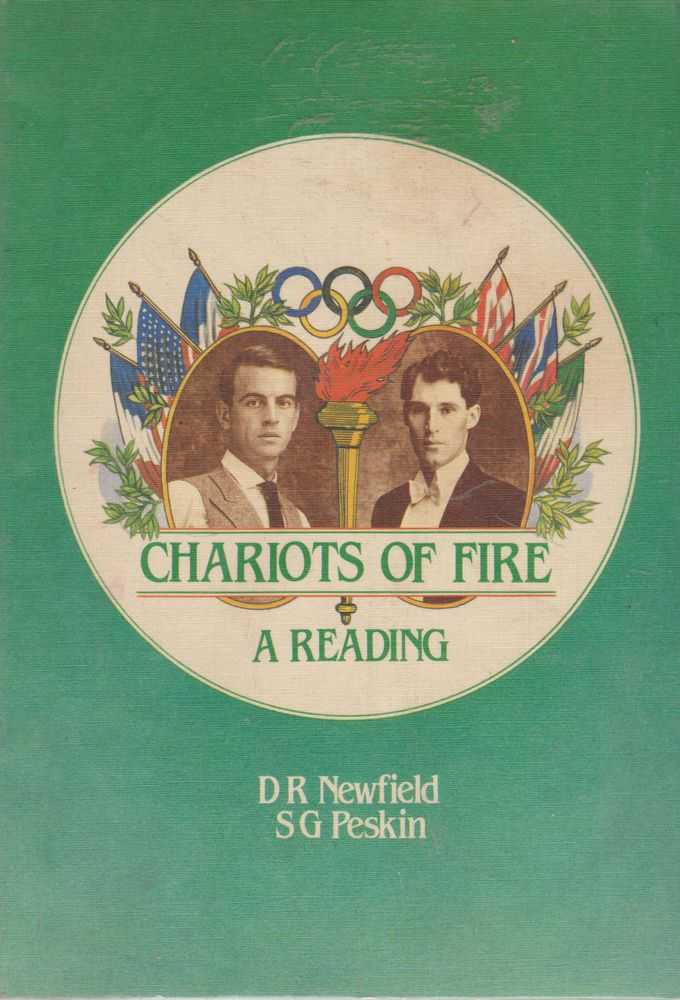 CHARIOTS OF FIRE
A READING
D R Newfield
S G Peskin